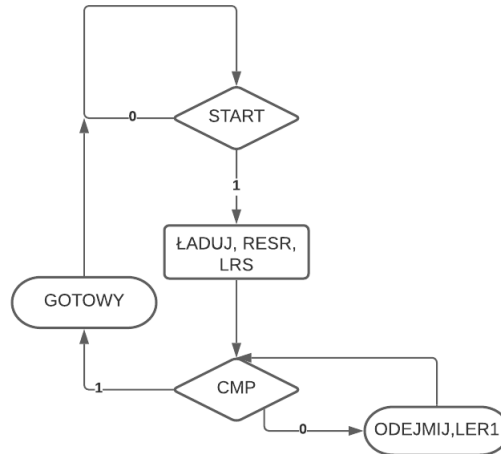 0
START
1
ŁADUJ, RESR,
LRS
GOTOWY
CMP
1
0
ODEJMIJ,LER1